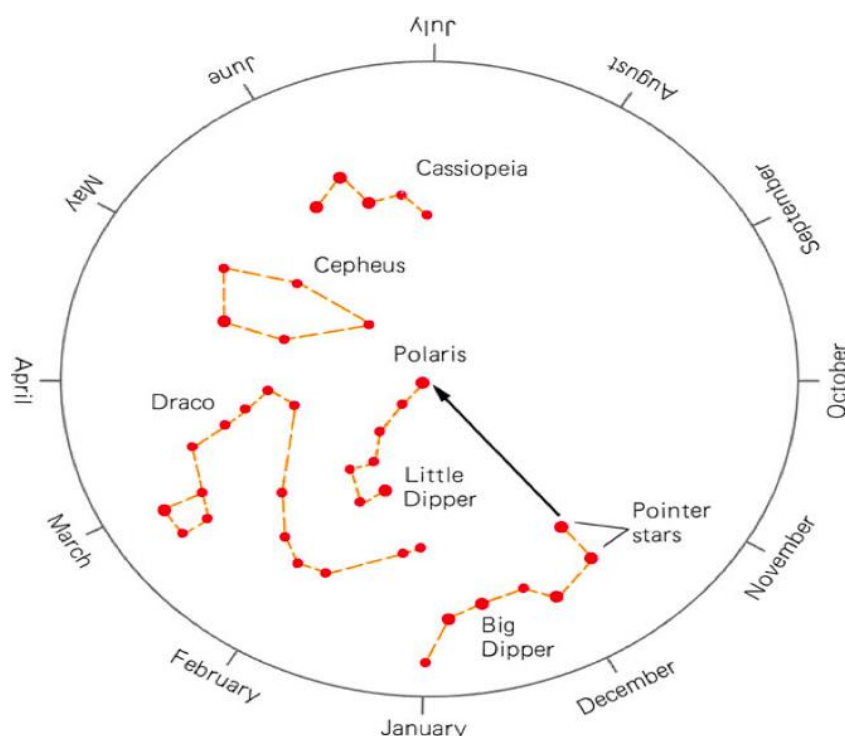 July
June
August
May
Cassiopeia
September
Cepheus
Polaris
April
October
Draco
Little
Dipper
Pointer
stars
March
November
Big
Dipper
February
December
January